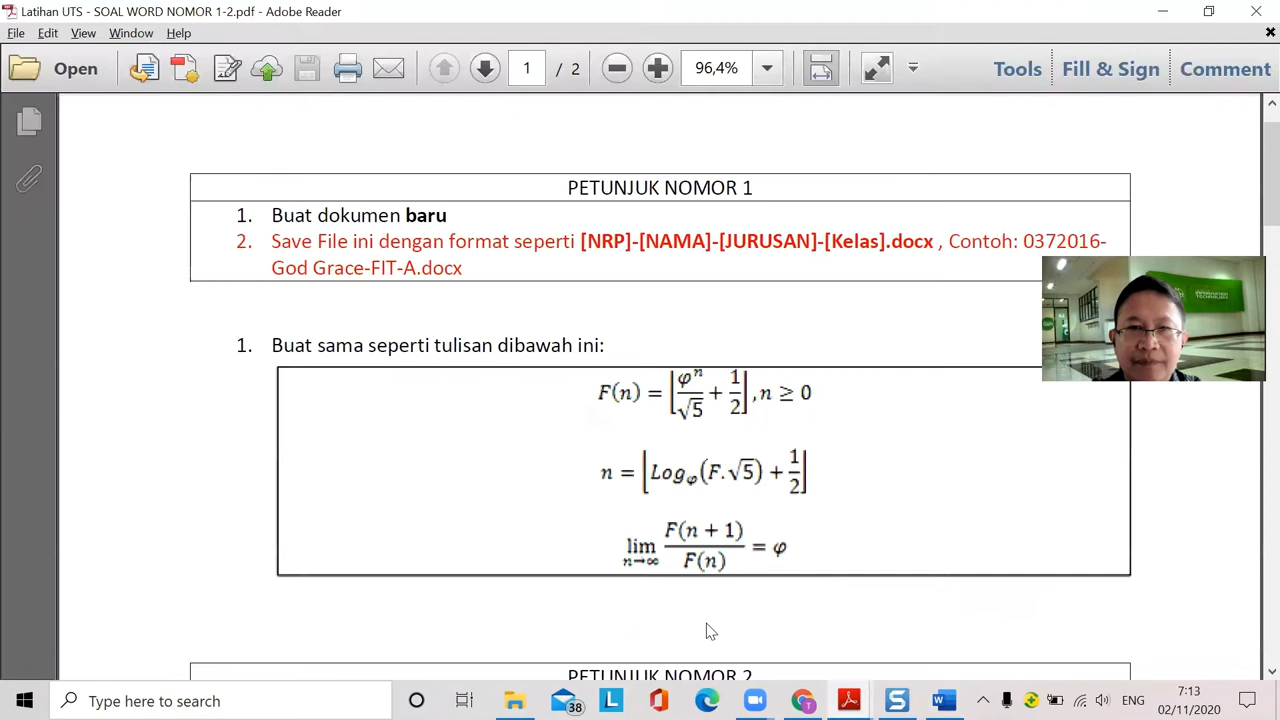 Latihan UTS - SOAL WORD NOMOR 1-2.pdf - Adobe Reader
File Edit View Window Help
Open 1 / 2 96,4% Tools Fill & Sign Comment
PETUNJUK NOMOR 1
1. Buat dokumen baru
2. Save File ini dengan format seperti [NRP]-[NAMA]-[JURUSAN]-[Kelas].docx , Contoh: 0372016-
God Grace-FIT-A.docx
1. Buat sama seperti tulisan dibawah ini:
F(n) = ⌊φⁿ/√5 + 1/2⌋, n ≥ 0
n = ⌊Log_φ(F.√5) + 1/2⌋
lim n→∞ F(n + 1)/F(n) = φ
PETUNJUK NOMOR 2
Type here to search 38 ENG 7:13
02/11/2020